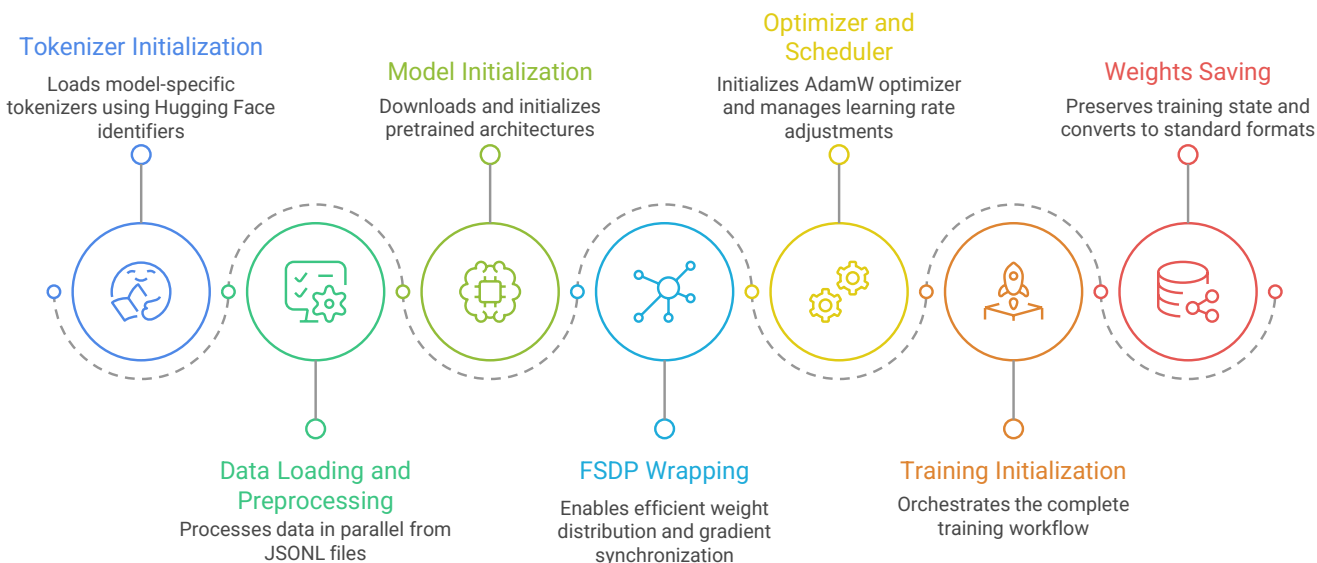 Tokenizer Initialization
Loads model-specific
tokenizers using Hugging Face
identifiers
Data Loading and
Preprocessing
Processes data in parallel from
JSONL files
Model Initialization
Downloads and initializes
pretrained architectures
FSDP Wrapping
Enables efficient weight
distribution and gradient
synchronization
Optimizer and
Scheduler
Initializes AdamW optimizer
and manages learning rate
adjustments
Training Initialization
Orchestrates the complete
training workflow
Weights Saving
Preserves training state and
converts to standard formats